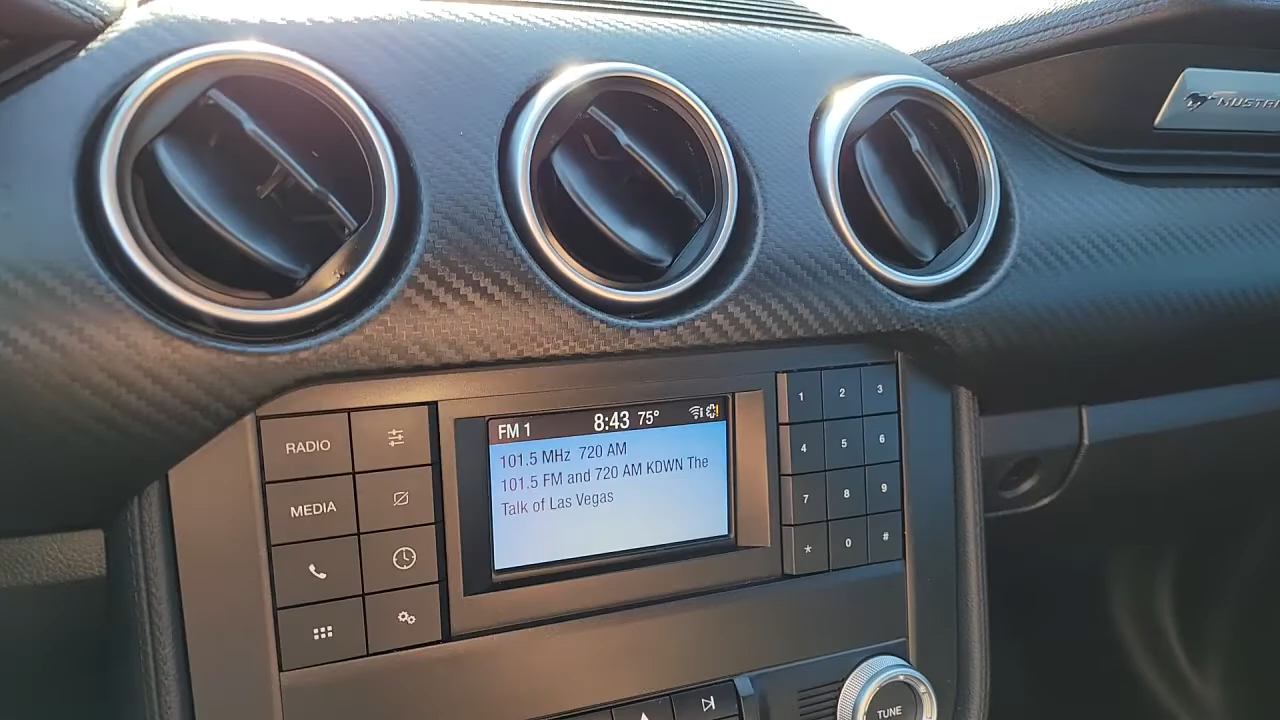 MUSTA
FM 1 8:43 75°
101.5 MHz 720 AM
101.5 FM and 720 AM KDWN The
Talk of Las Vegas
RADIO
MEDIA
1 2 3
4 5 6
7 8 9
* 0 #
TUNE